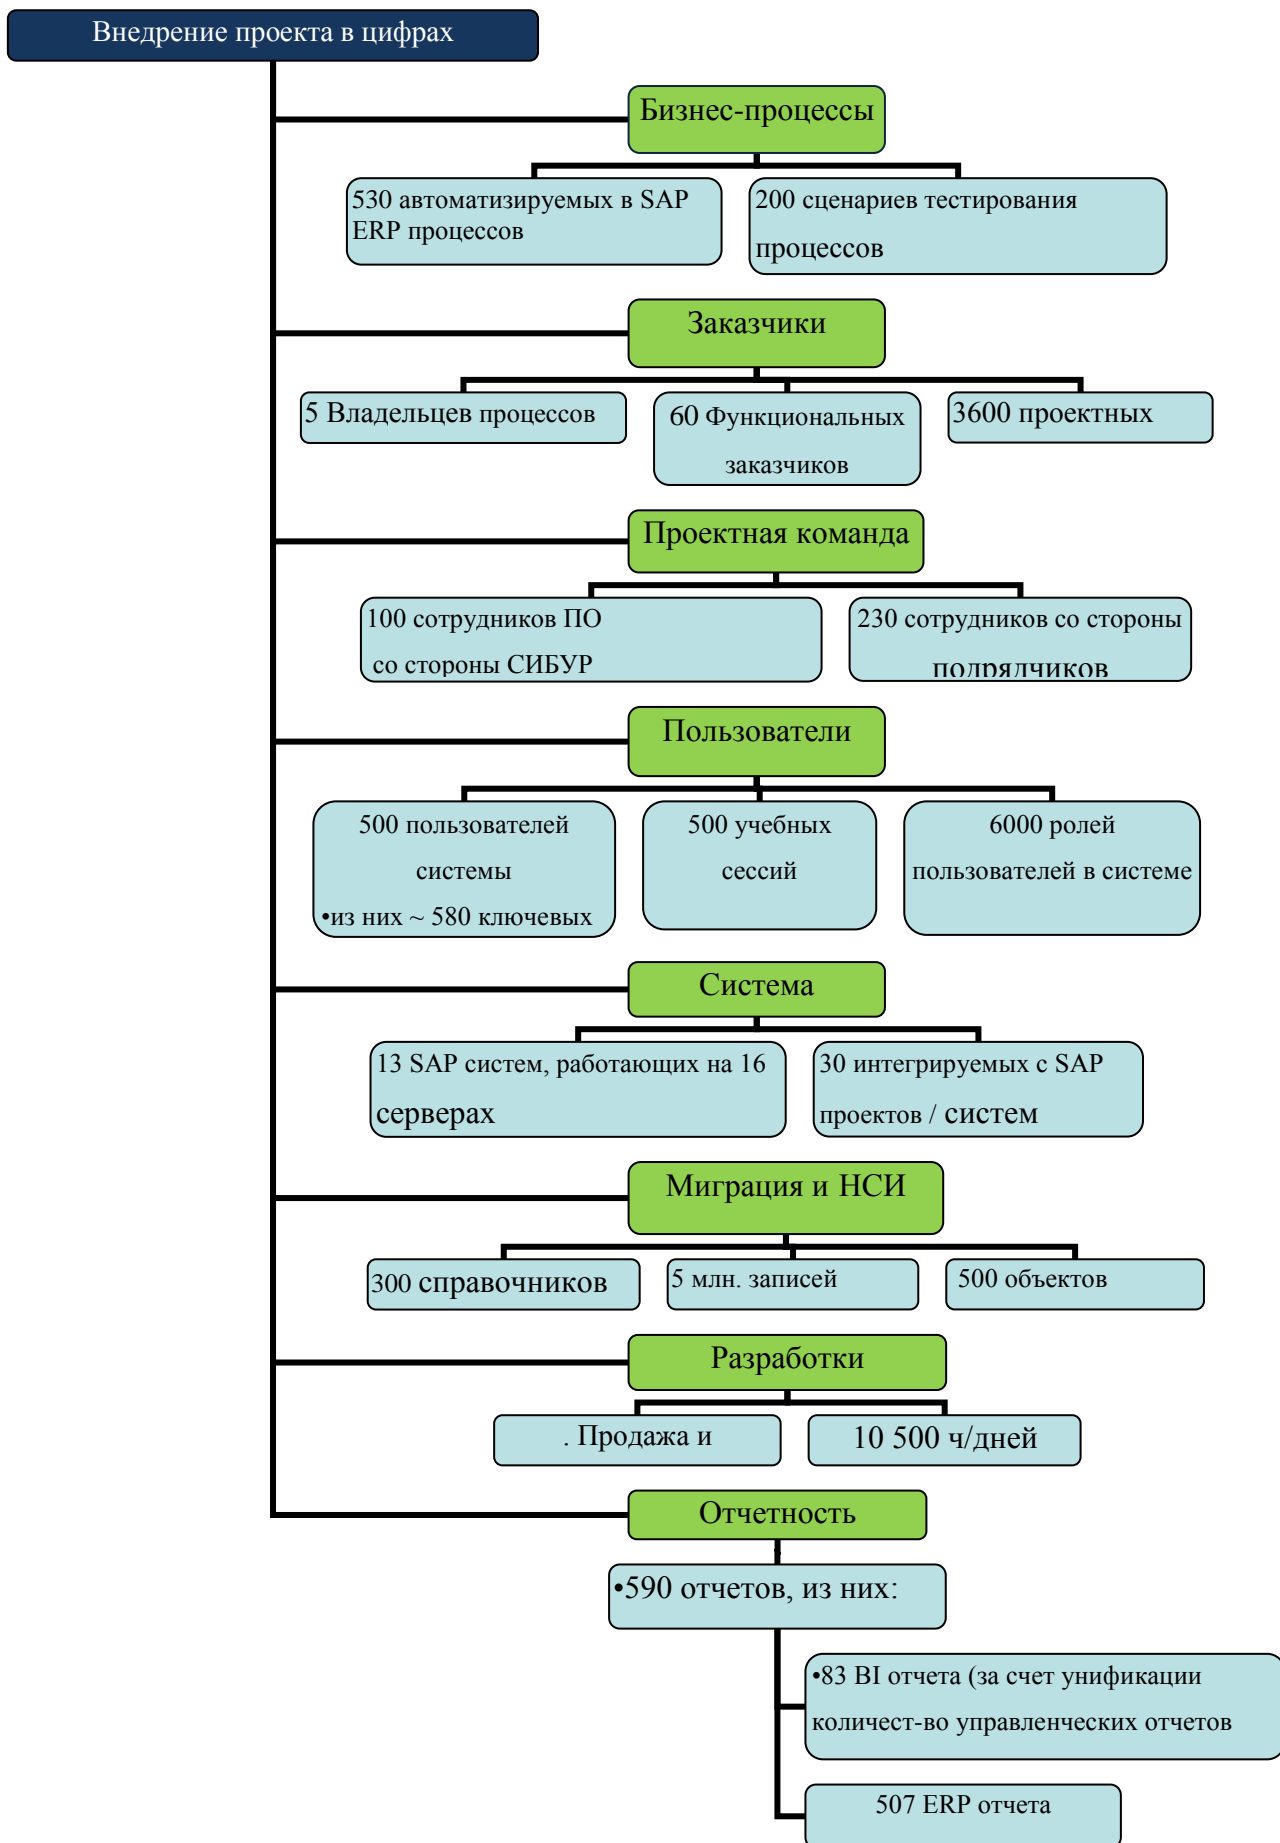 Внедрение проекта в цифрах
Бизнес-процессы
530 автоматизируемых в SAP
ERP процессов
200 сценариев тестирования
процессов
Заказчики
5 Владельцев процессов
60 Функциональных
заказчиков
3600 проектных
Проектная команда
100 сотрудников ПО
со стороны СИБУР
230 сотрудников со стороны
подрядчиков
Пользователи
500 пользователей
системы
•из них ~ 580 ключевых
500 учебных
сессий
6000 ролей
пользователей в системе
Система
13 SAP систем, работающих на 16
серверах
30 интегрируемых с SAP
проектов / систем
Миграция и НСИ
300 справочников
5 млн. записей
500 объектов
Разработки
. Продажа и
10 500 ч/дней
Отчетность
•590 отчетов, из них:
•83 BI отчета (за счет унификации
количест-во управленческих отчетов
507 ERP отчета